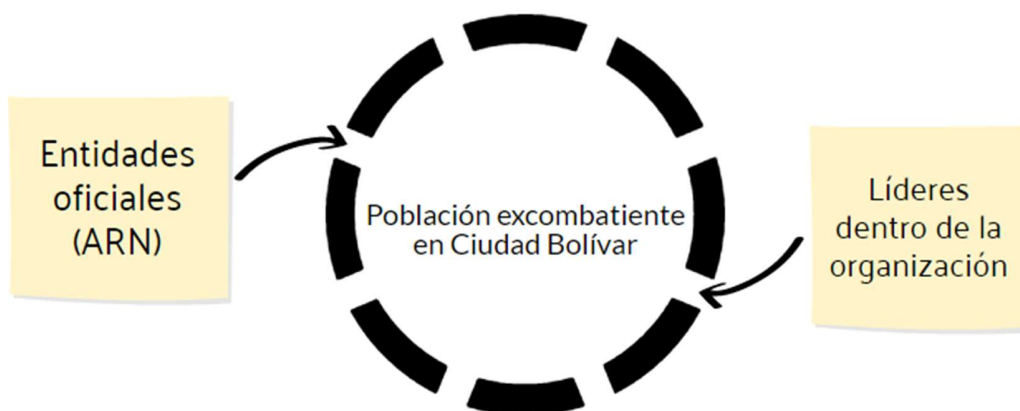 Entidades
oficiales
(ARN)
Población excombatiente
en Ciudad Bolívar
Líderes
dentro de la
organización